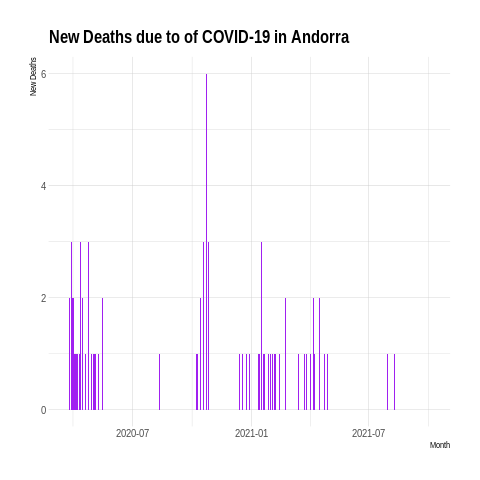 New Deaths due to of COVID-19 in Andorra
New Deaths
6
4
2
0
2020-07 2021-01 2021-07
Month